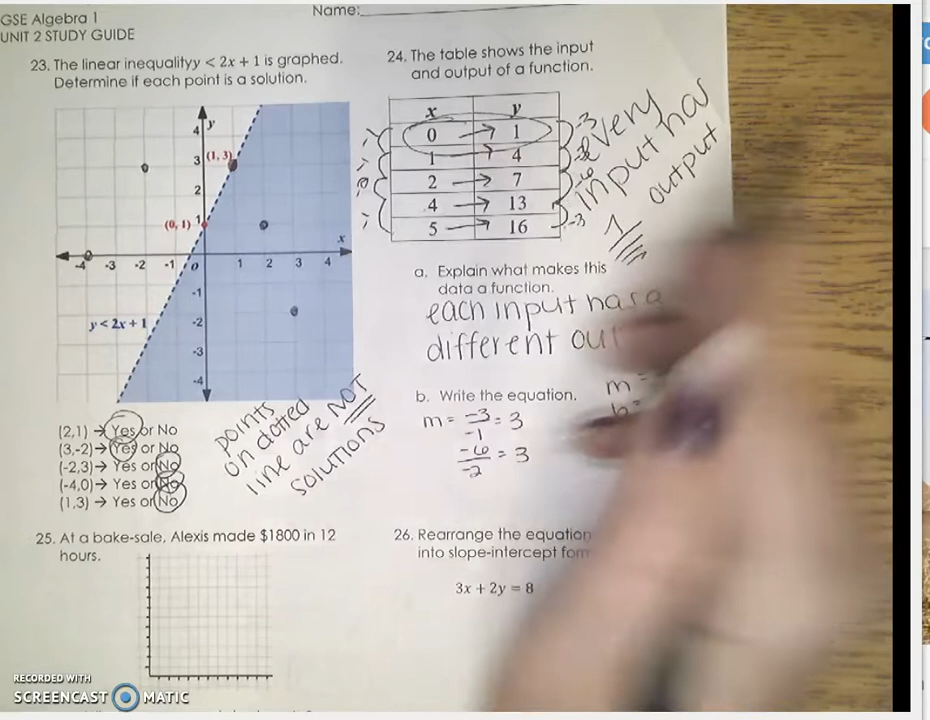 GSE Algebra 1
UNIT 2 STUDY GUIDE
Name:
23. The linear inequalityy < 2x + 1 is graphed.
Determine if each point is a solution.
y
4
3
(1, 3)
2
(0, 1)
1
x
-4 -3 -2 -1 0 1 2 3 4
-1
-2
-3
-4
y < 2x + 1
(2,1) → Yes or No
(3,-2) → Yes or No
(-2,3) → Yes or No
(-4,0) → Yes or No
(1,3) → Yes or No
points
on dotted
line are NOT
solutions
24. The table shows the input
and output of a function.
x y
0 → 1
1 → 4
2 → 7
4 → 13
5 → 16
-3
-3
every
input has
1 output
a. Explain what makes this
data a function.
each input has a
different out
b. Write the equation.
m = -3/-1 = 3
-6/-2 = 3
m =
b =
25. At a bake-sale, Alexis made $1800 in 12
hours.
26. Rearrange the equation
into slope-intercept form
3x + 2y = 8
RECORDED WITH
SCREENCAST O MATIC